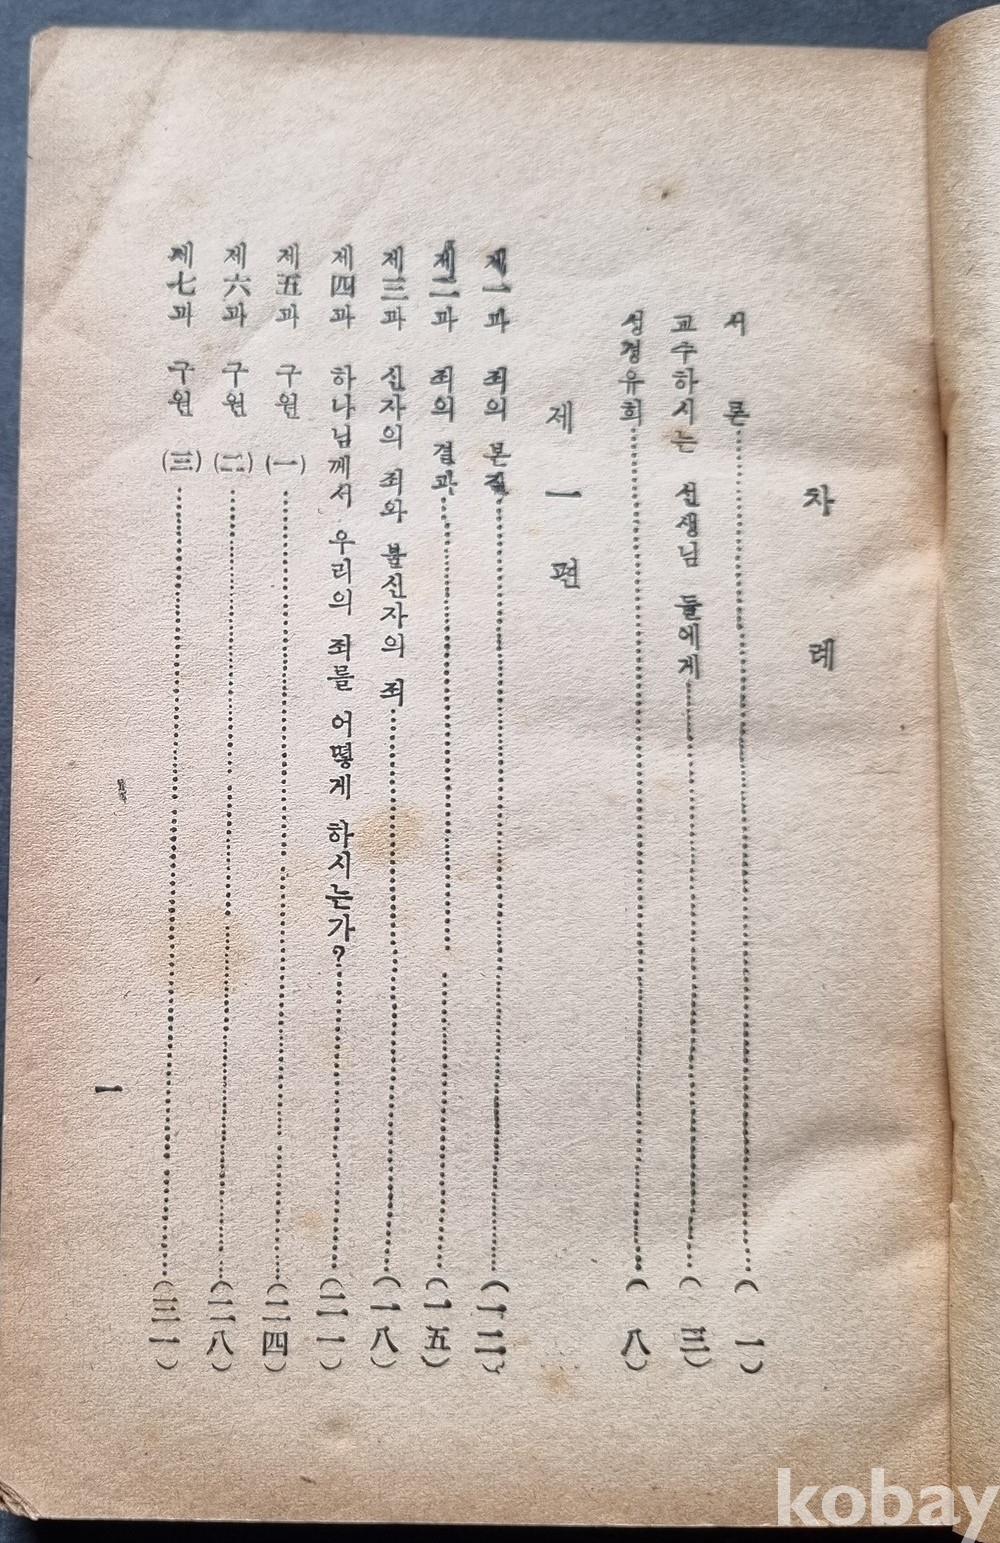 차 례
서 론 (一)
교수하시는 선생님 들에게 (三)
성경유희 (八)
제 一 편
제一과 죄의 본질 (一二)
제二과 죄의 결과 (一五)
제三과 신자의 죄와 불신자의 죄 (一八)
제四과 하나님께서 우리의 죄를 어떻게 하시는가? (二一)
제五과 구원 (一) (二四)
제六과 구원 (二) (二八)
제七과 구원 (三) (三一)
一
kobay